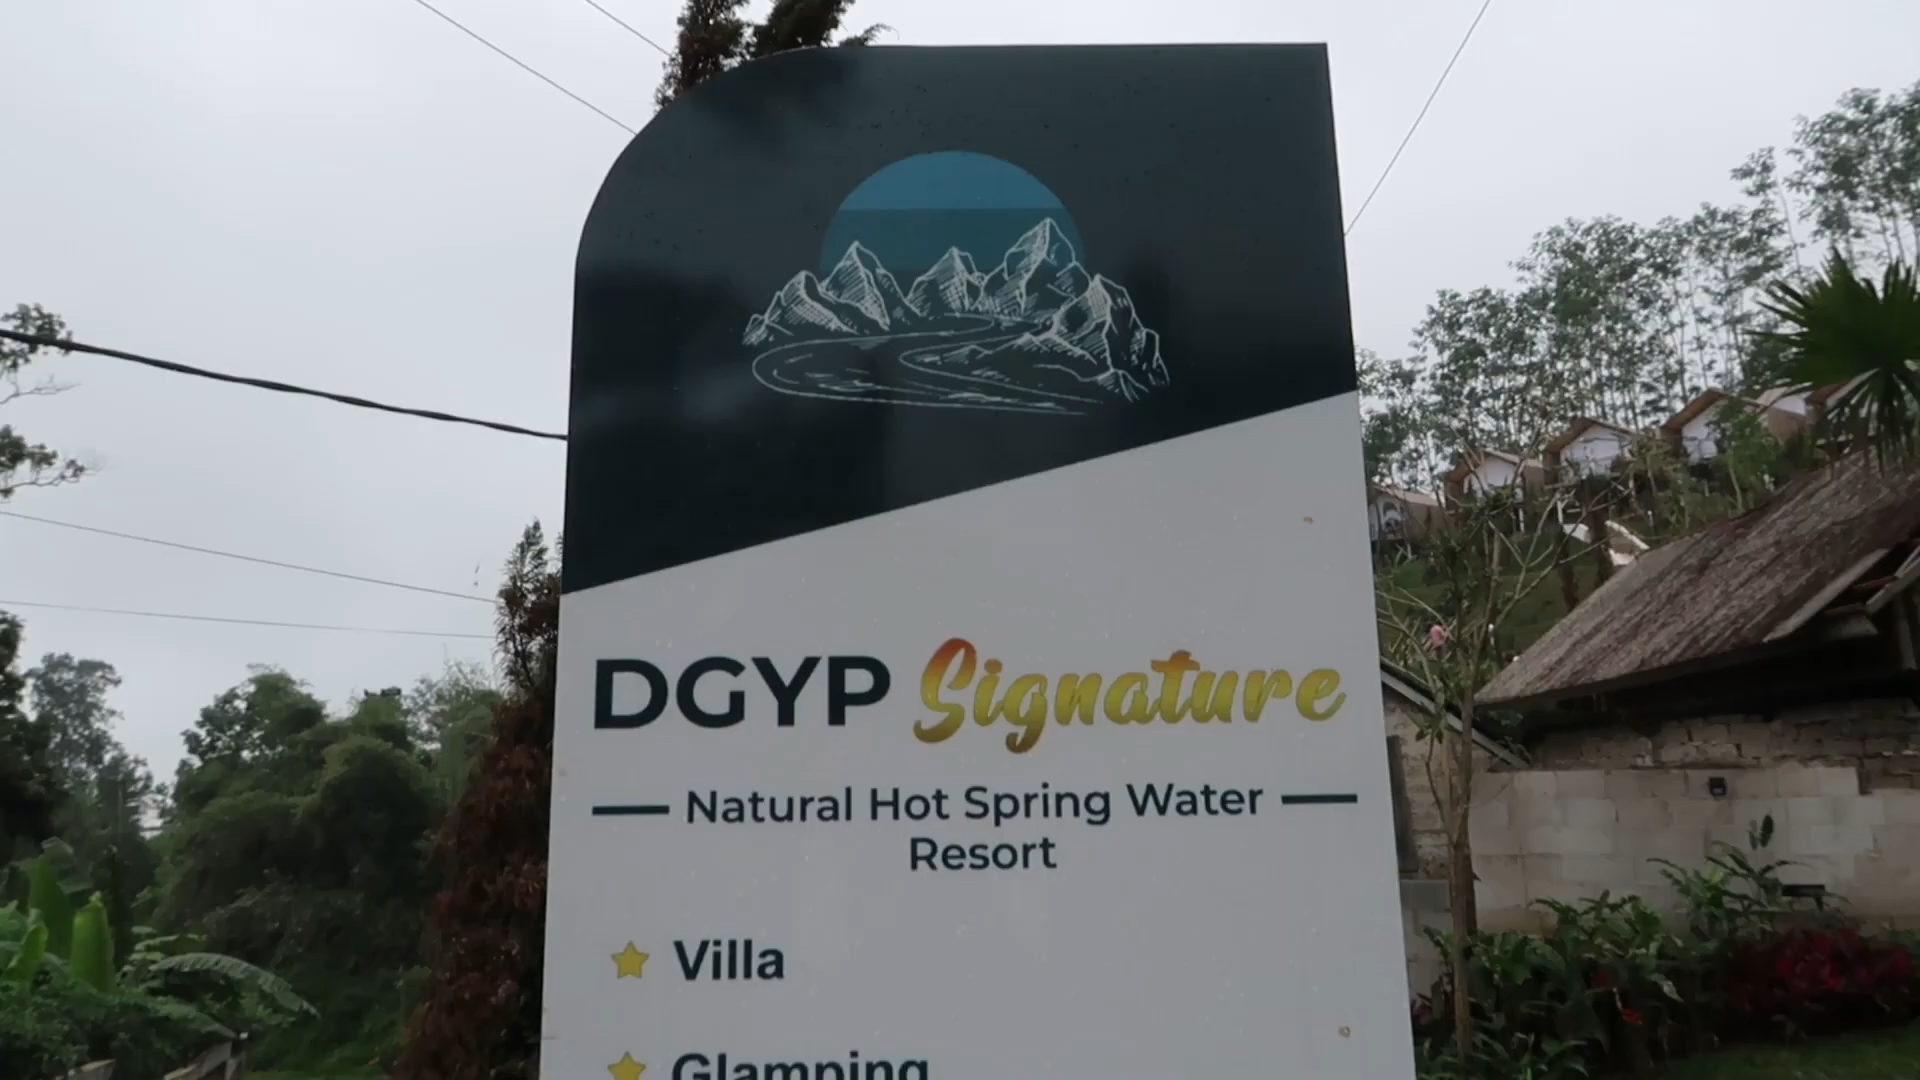 DGYP Signature
Natural Hot Spring Water
Resort
Villa
Glamping